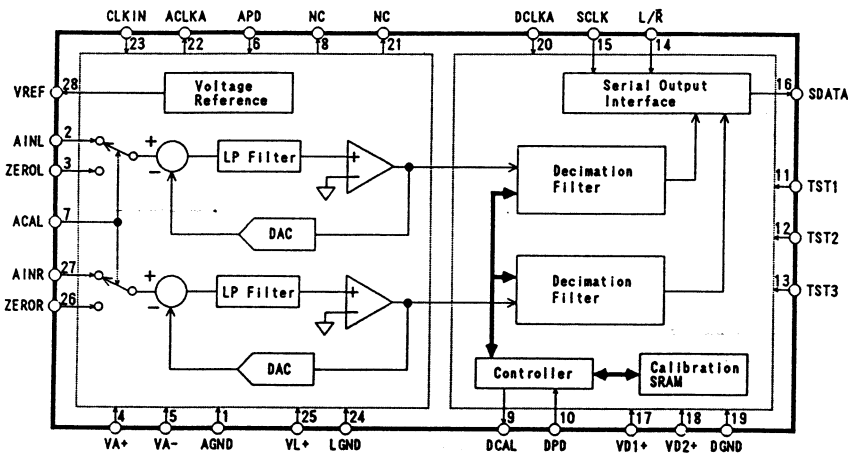 CLKIN ACLKA APD NC NC DCLKA SCLK L/R̅
23 22 6 8 21 20 15 14
VREF 28 Voltage Reference
Serial Output Interface 16 SDATA
AINL 2
+ LP Filter +
ZEROL 3 − −
Decimation Filter
11 TST1
ACAL 7
DAC
12 TST2
AINR 27
+ LP Filter +
ZEROR 26 − −
Decimation Filter
13 TST3
DAC
Controller
Calibration SRAM
4 5 1 25 24 9 10 17 18 19
VA+ VA- AGND VL+ LGND DCAL DPD VD1+ VD2+ DGND